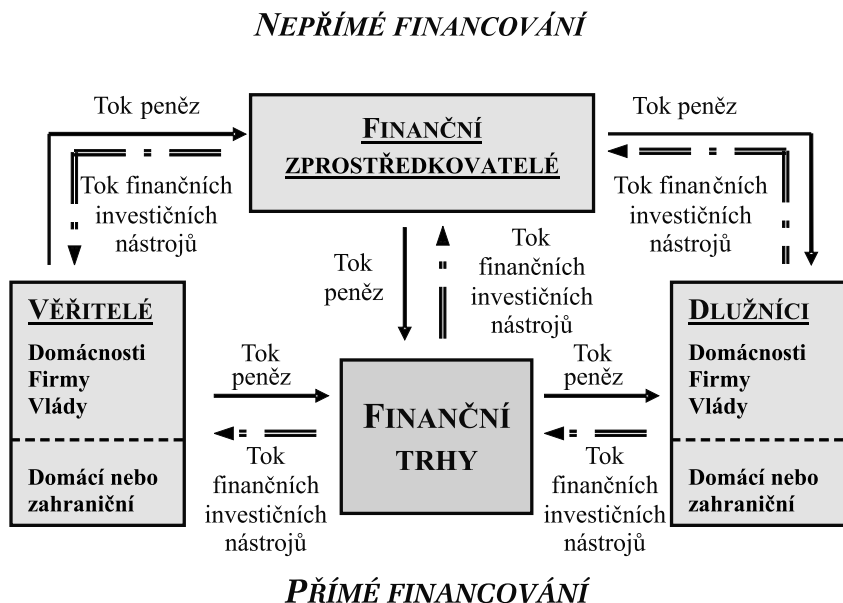 NEPŘÍMÉ FINANCOVÁNÍ
Tok peněz
FINANČNÍ
ZPROSTŘEDKOVATELÉ
Tok peněz
Tok finančních
investičních
nástrojů
Tok finančních
investičních
nástrojů
Tok
peněz
Tok
finančních
investičních
nástrojů
VĚŘITELÉ
Domácnosti
Firmy
Vlády
Domácí nebo
zahraniční
Tok
peněz
Tok
finančních
investičních
nástrojů
FINANČNÍ
TRHY
Tok
peněz
Tok
finančních
investičních
nástrojů
DLUŽNÍCI
Domácnosti
Firmy
Vlády
Domácí nebo
zahraniční
PŘÍMÉ FINANCOVÁNÍ